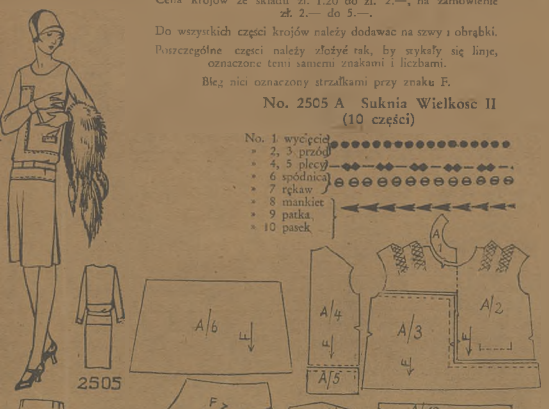 Cena krojów ze składu zł. 1.20 do zł. 2.—, na zamówienie
zł. 2.— do 5.—.
Do wszystkich części krojów należy dodawać na szwy i obrąbki.
Poszczególne części należy złożyć tak, by stykały się linje,
oznaczone temi samemi znakami i liczbami.
Bieg nici oznaczony strzałkami przy znaku F.
No. 2505 A Suknia Wielkosc II
(10 części)
No. 1 wycięcie
" 2, 3 przód
" 4, 5 plecy
" 6 spódnica
" 7 rękaw
" 8 mankiet
" 9 patka
" 10 pasek
A 1
A/6
F
A/4
F
A/3
F
A/2
F
A/5
2505
F